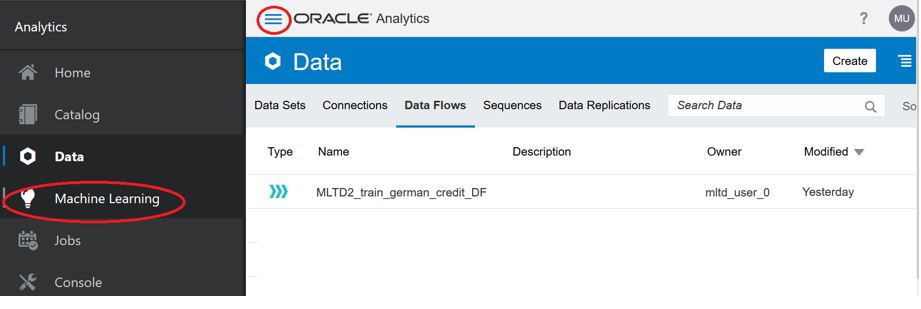 Analytics
Home
Catalog
Data
Machine Learning
Jobs
Console
ORACLE' Analytics
?
MU
Data
Create
Data Sets Connections Data Flows Sequences Data Replications Search Data So
Type Name Description Owner Modified
MLTD2_train_german_credit_DF mltd_user_0 Yesterday